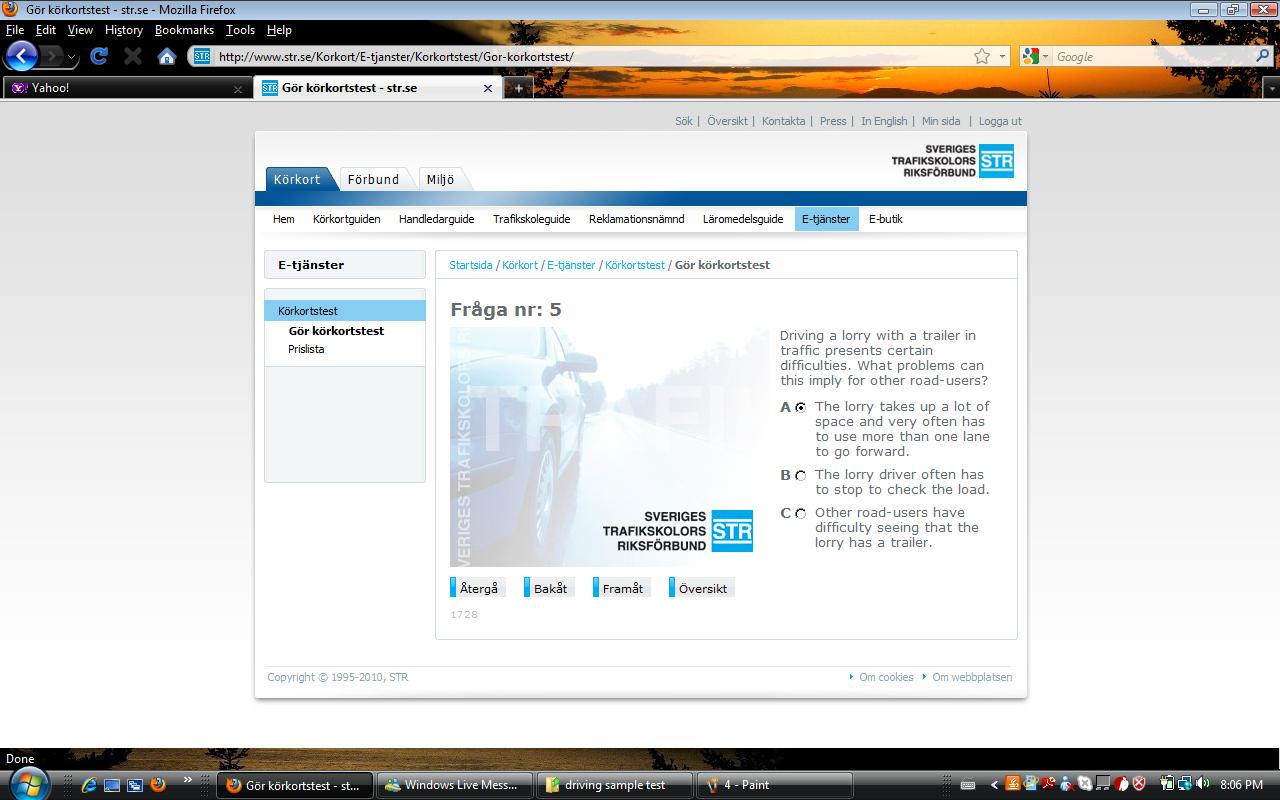 Gör körkortstest - str.se - Mozilla Firefox
File Edit View History Bookmarks Tools Help
STR http://www.str.se/Korkort/E-tjanster/Korkortstest/Gor-korkortstest/ Google
Yahoo! STR Gör körkortstest - str.se
Sök | Översikt | Kontakta | Press | In English | Min sida | Logga ut
SVERIGES
TRAFIKSKOLORS STR
RIKSFÖRBUND
Körkort Förbund Miljö
Hem Körkortguiden Handledarguide Trafikskoleguide Reklamationsnämnd Läromedelsguide E-tjänster E-butik
E-tjänster
Körkortstest
Gör körkortstest
Prislista
Startsida / Körkort / E-tjänster / Körkortstest / Gör körkortstest
Fråga nr: 5
VERIGES TRAFIKSKOLOR
TRAFI
SVERIGES
TRAFIKSKOLORS STR
RIKSFÖRBUND
Driving a lorry with a trailer in
traffic presents certain
difficulties. What problems can
this imply for other road-users?
A The lorry takes up a lot of
space and very often has
to use more than one lane
to go forward.
B The lorry driver often has
to stop to check the load.
C Other road-users have
difficulty seeing that the
lorry has a trailer.
Återgå Bakåt Framåt Översikt
1728
Copyright © 1995-2010, STR Om cookies Om webbplatsen
Done
Gör körkortstest - st... Windows Live Mess... driving sample test 4 - Paint 8:06 PM